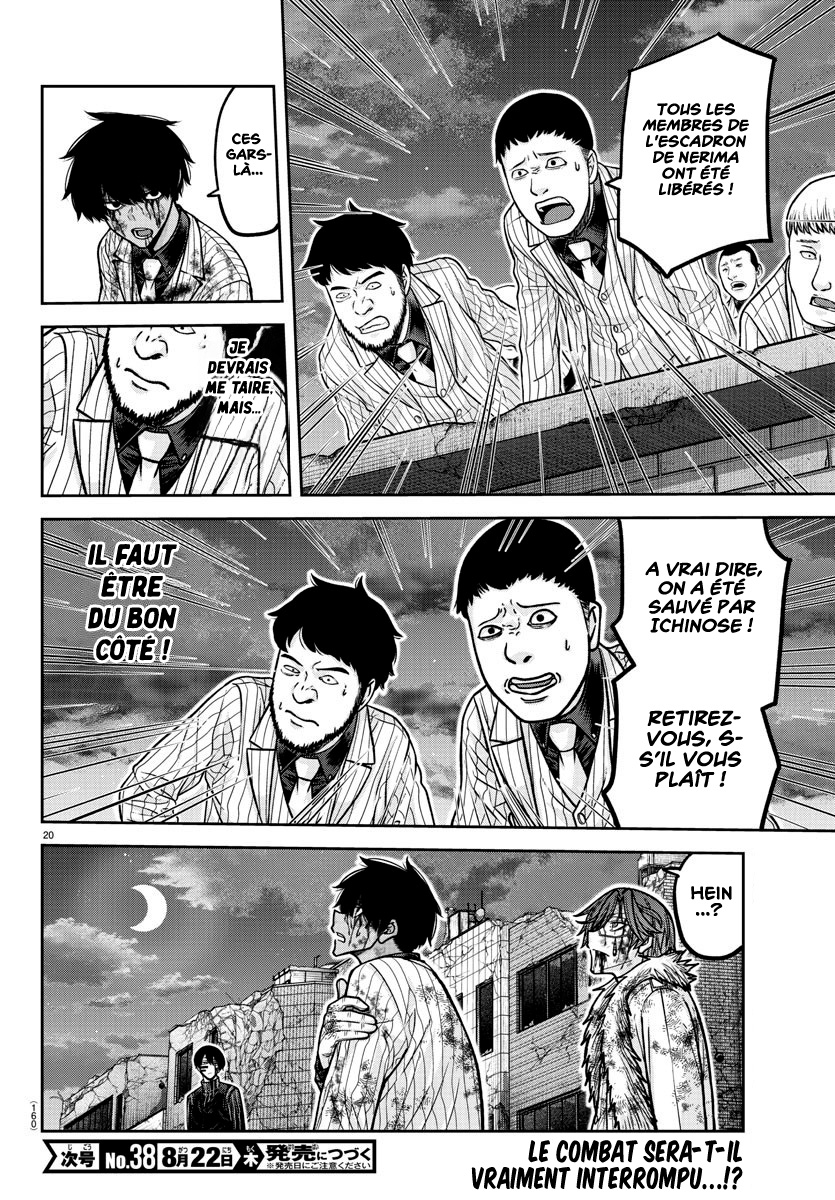 TOUS LES
MEMBRES DE
L'ESCADRON
DE NERIMA
ONT ÉTÉ
LIBÉRÉS !
CES
GARS-
LÀ...
JE
DEVRAIS
ME TAIRE,
MAIS...
A VRAI DIRE,
ON A ÉTÉ
SAUVÉ PAR
ICHINOSE !
RETIREZ-
VOUS, S-
S'IL VOUS
PLAÎT !
IL FAUT
ÊTRE
DU BON
CÔTÉ !
20
HEIN
...?
(160)
次号 No.38 8月22日木 発売につづく
※発売日にご注意ください
LE COMBAT SERA-T-IL
VRAIMENT INTERROMPU...!?